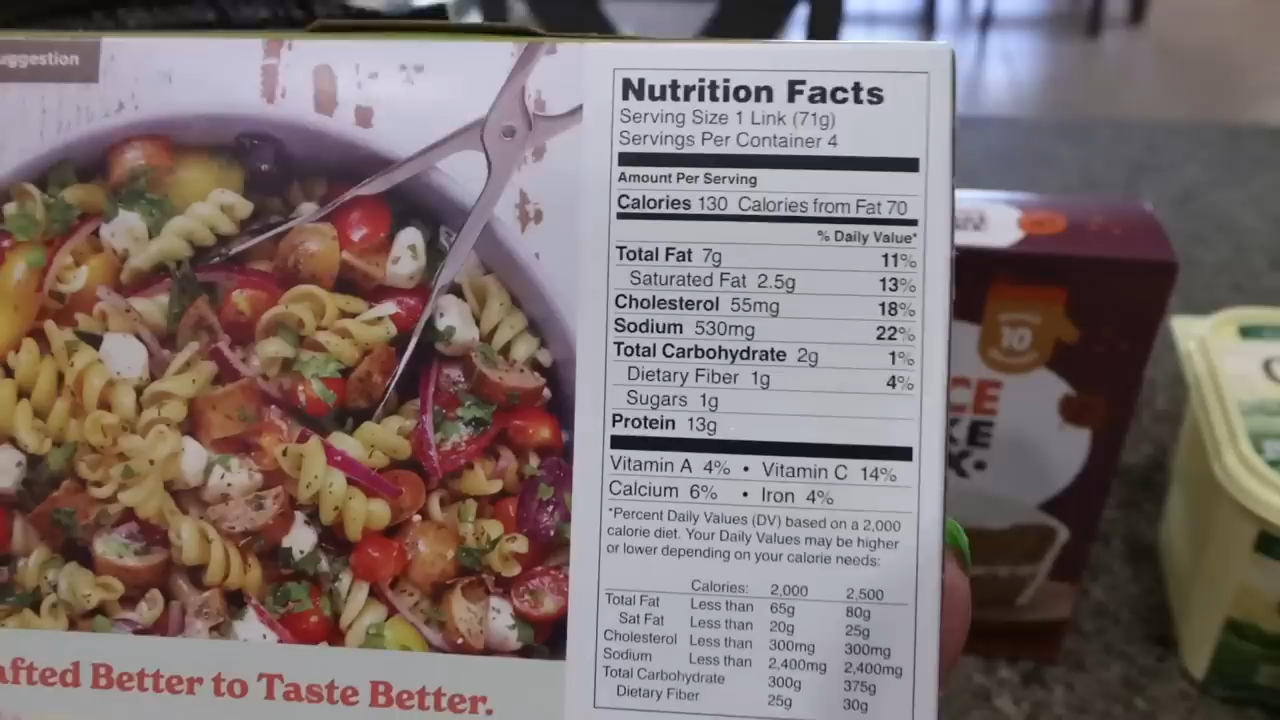 uggestion
Nutrition Facts
Serving Size 1 Link (71g)
Servings Per Container 4
Amount Per Serving
Calories 130 Calories from Fat 70
% Daily Value*
Total Fat 7g 11%
Saturated Fat 2.5g 13%
Cholesterol 55mg 18%
Sodium 530mg 22%
Total Carbohydrate 2g 1%
Dietary Fiber 1g 4%
Sugars 1g
Protein 13g
Vitamin A 4% • Vitamin C 14%
Calcium 6% • Iron 4%
*Percent Daily Values (DV) based on a 2,000
calorie diet. Your Daily Values may be higher
or lower depending on your calorie needs:
Calories: 2,000 2,500
Total Fat Less than 65g 80g
Sat Fat Less than 20g 25g
Cholesterol Less than 300mg 300mg
Sodium Less than 2,400mg 2,400mg
Total Carbohydrate 300g 375g
Dietary Fiber 25g 30g
afted Better to Taste Better.
10
CE
KE
K